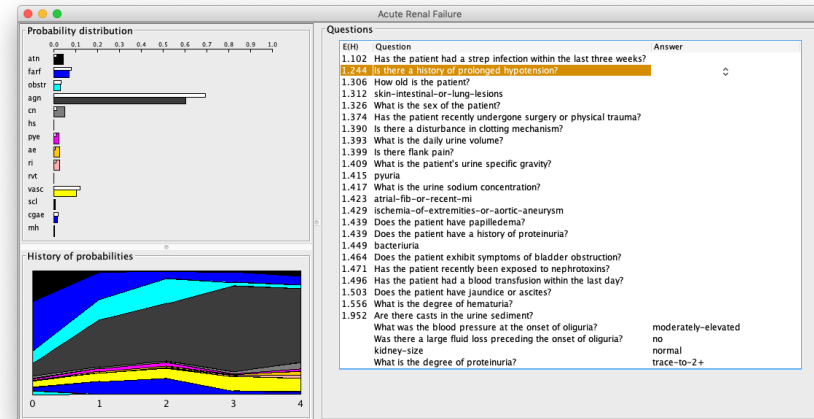 Acute Renal Failure
Probability distribution
0.0 0.1 0.2 0.3 0.4 0.5 0.6 0.7 0.8 0.9 1.0
atn
farf
obstr
agn
cn
hs
pye
ae
ri
rvt
vasc
scl
cgae
mh
History of probabilities
0 1 2 3 4
Questions
E(H) Question Answer
1.102 Has the patient had a strep infection within the last three weeks?
1.244 Is there a history of prolonged hypotension?
1.306 How old is the patient?
1.312 skin-intestinal-or-lung-lesions
1.326 What is the sex of the patient?
1.374 Has the patient recently undergone surgery or physical trauma?
1.390 Is there a disturbance in clotting mechanism?
1.393 What is the daily urine volume?
1.399 Is there flank pain?
1.409 What is the patient's urine specific gravity?
1.415 pyuria
1.417 What is the urine sodium concentration?
1.423 atrial-fib-or-recent-mi
1.429 ischemia-of-extremities-or-aortic-aneurysm
1.439 Does the patient have papilledema?
1.439 Does the patient have a history of proteinuria?
1.449 bacteriuria
1.464 Does the patient exhibit symptoms of bladder obstruction?
1.471 Has the patient recently been exposed to nephrotoxins?
1.496 Has the patient had a blood transfusion within the last day?
1.503 Does the patient have jaundice or ascites?
1.556 What is the degree of hematuria?
1.952 Are there casts in the urine sediment?
What was the blood pressure at the onset of oliguria? moderately-elevated
Was there a large fluid loss preceding the onset of oliguria? no
kidney-size normal
What is the degree of proteinuria? trace-to-2+